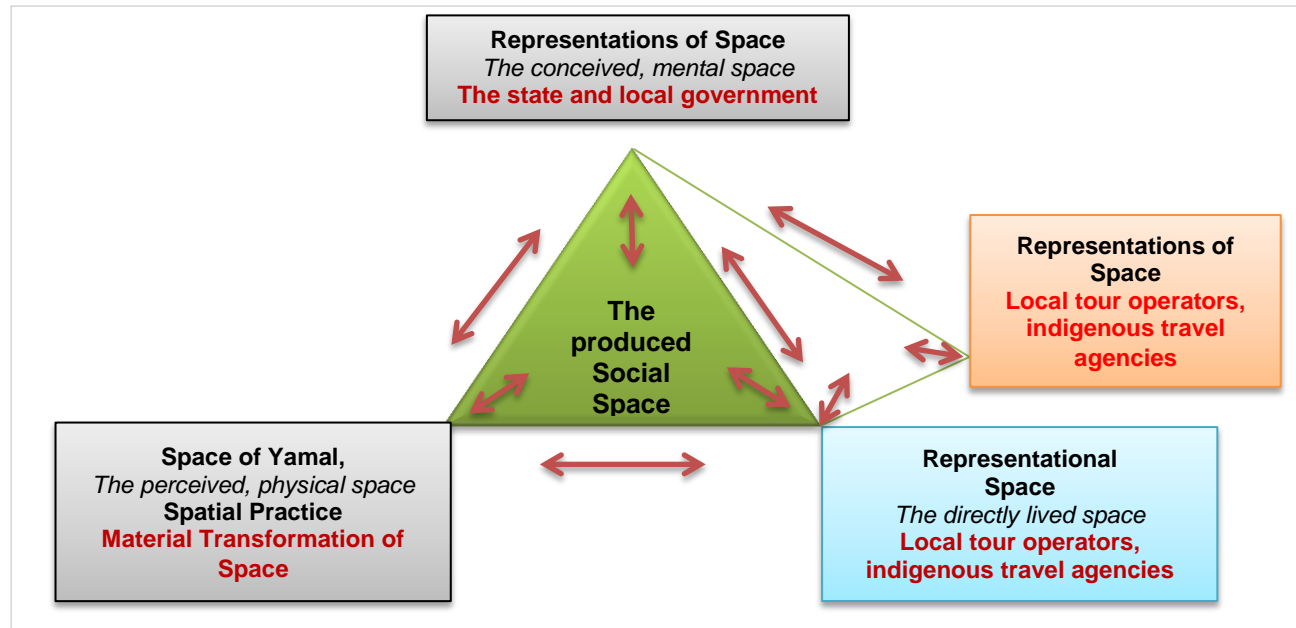 Representations of Space
The conceived, mental space
The state and local government
The
produced
Social
Space
Representations of
Space
Local tour operators,
indigenous travel
agencies
Space of Yamal,
The perceived, physical space
Spatial Practice
Material Transformation of
Space
Representational
Space
The directly lived space
Local tour operators,
indigenous travel agencies